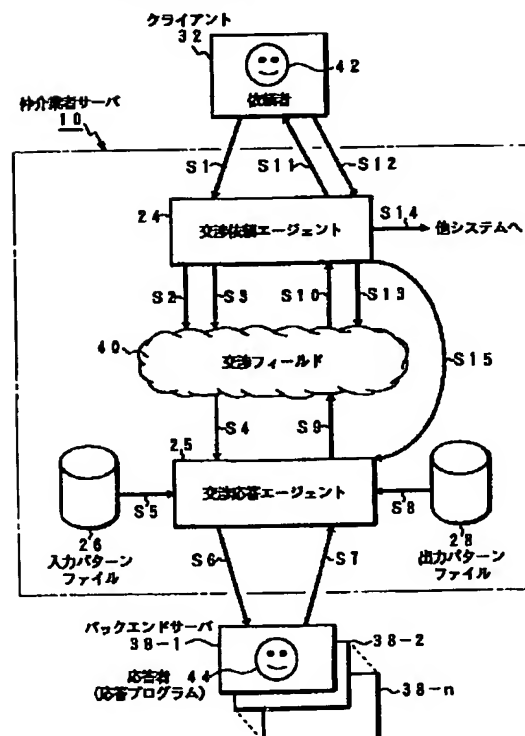 クライアント
32
42
依頼者
仲介業者サーバ
10
S1
S11
S12
24
交渉依頼エージェント
S14
他システムへ
S2
S3
S10
S13
40
交渉フィールド
S15
S4
S9
25
交渉応答エージェント
S5
S8
26
入力パターン
ファイル
28
出力パターン
ファイル
S6
S7
バックエンドサーバ
38-1
38-2
応答者
44
(応答プログラム)
38-n